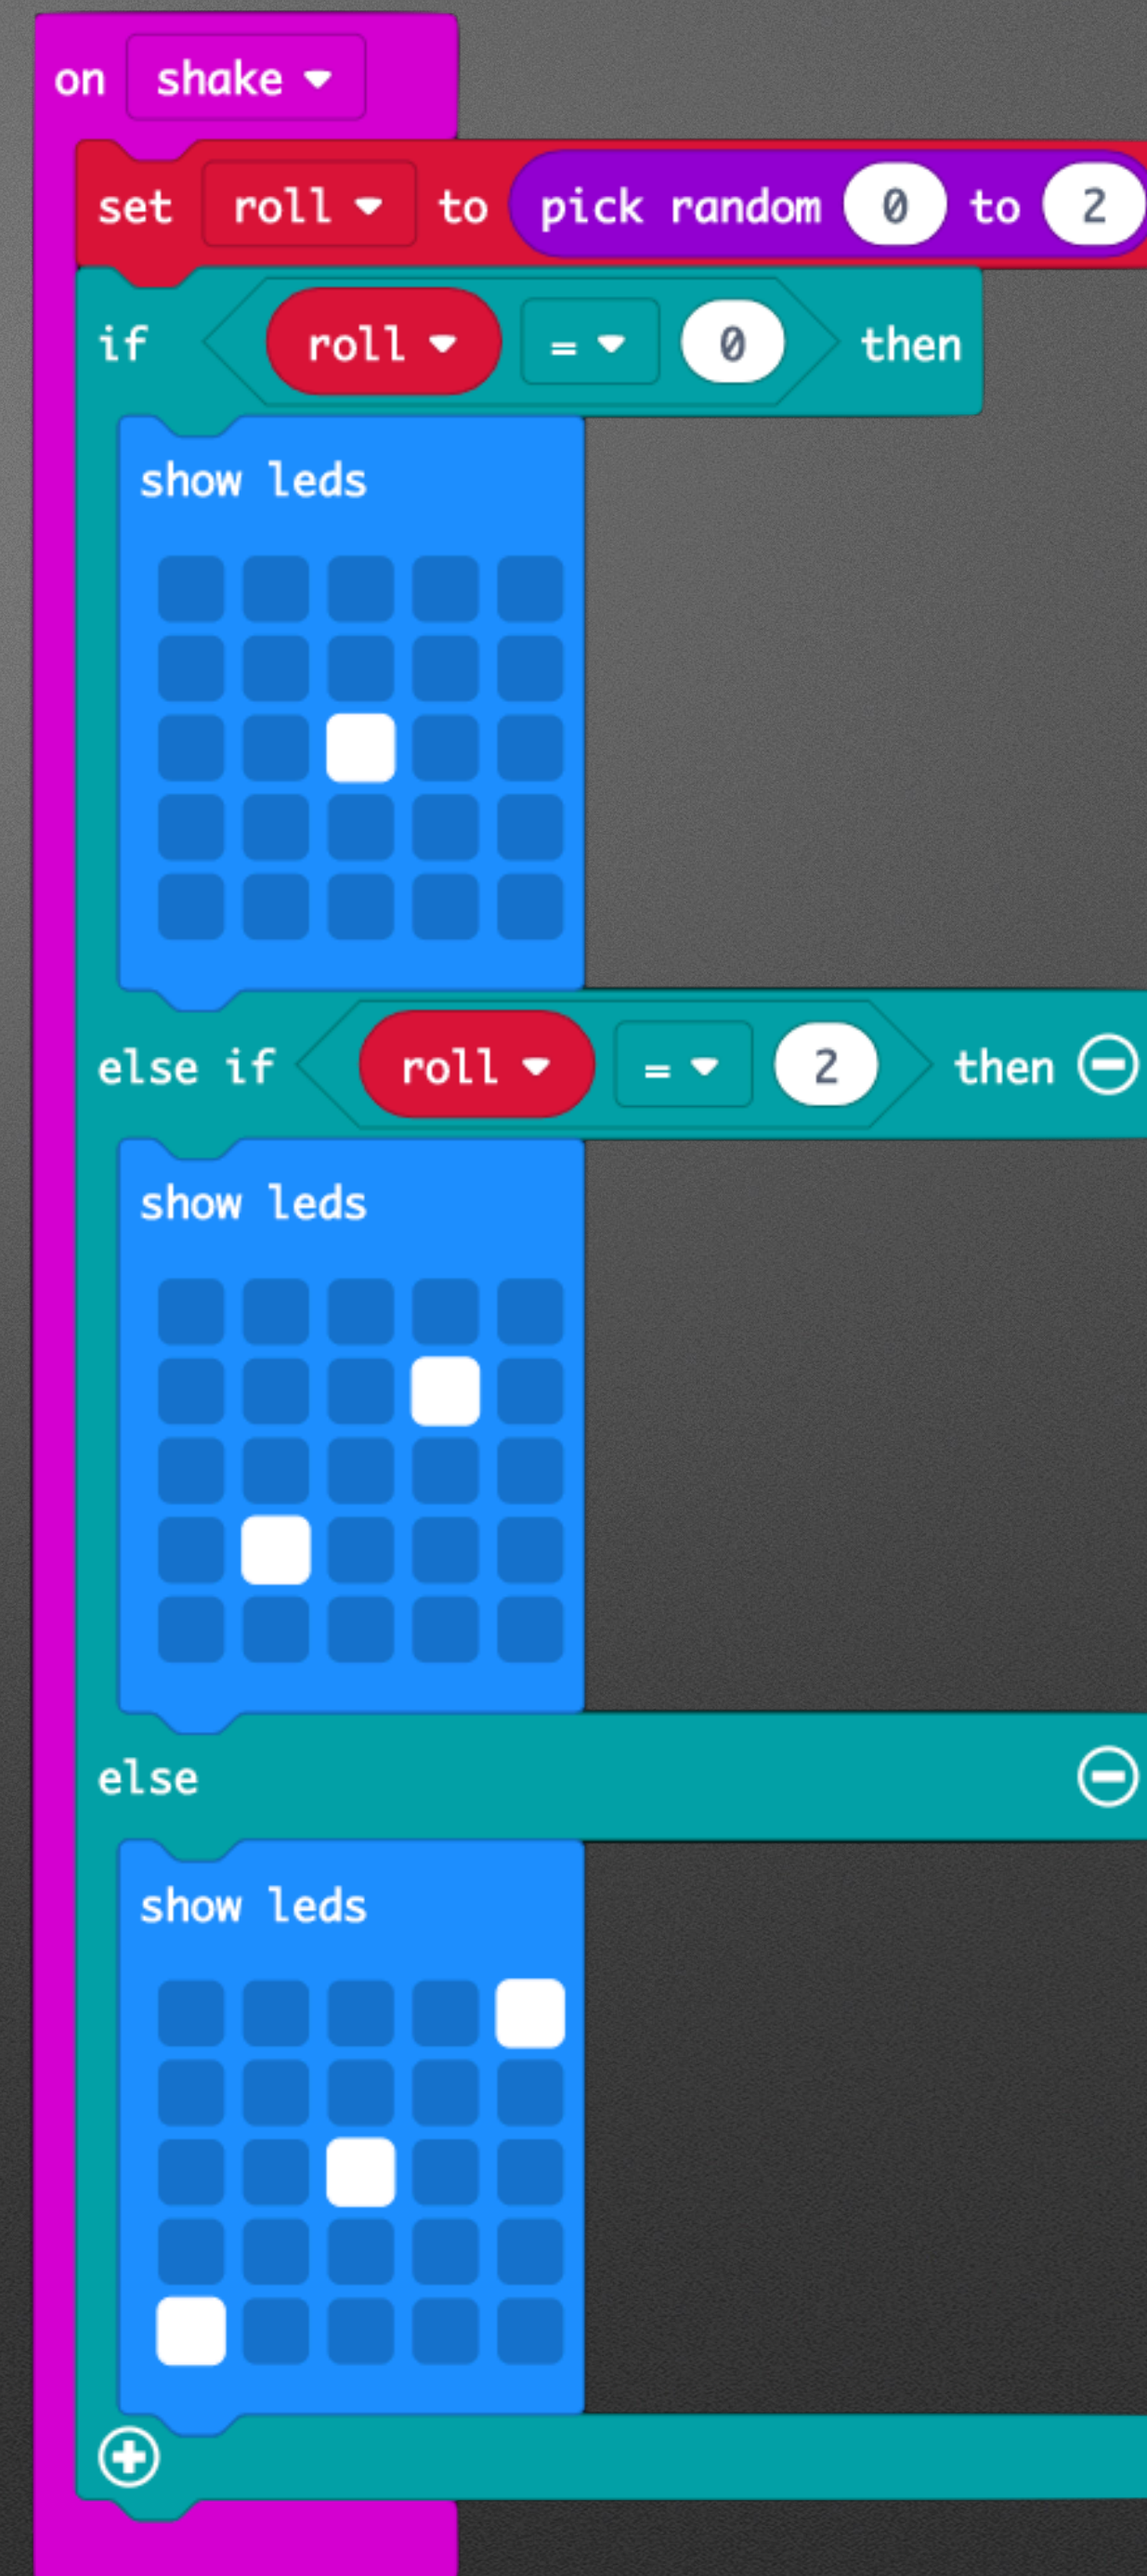 on shake
set roll to pick random 0 to 2
if roll = 0 then
show leds
else if roll = 2 then
show leds
else
show leds